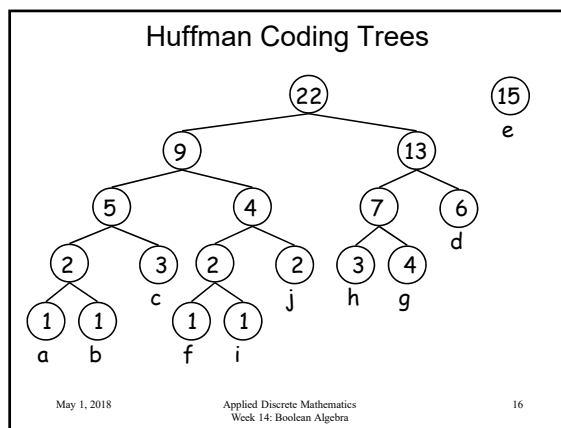 Huffman Coding Trees
22 15
e
9 13
5 4 7 6
d
2 3 2 2 3 4
c j h g
1 1 1 1
a b f i
May 1, 2018 Applied Discrete Mathematics 16
Week 14: Boolean Algebra